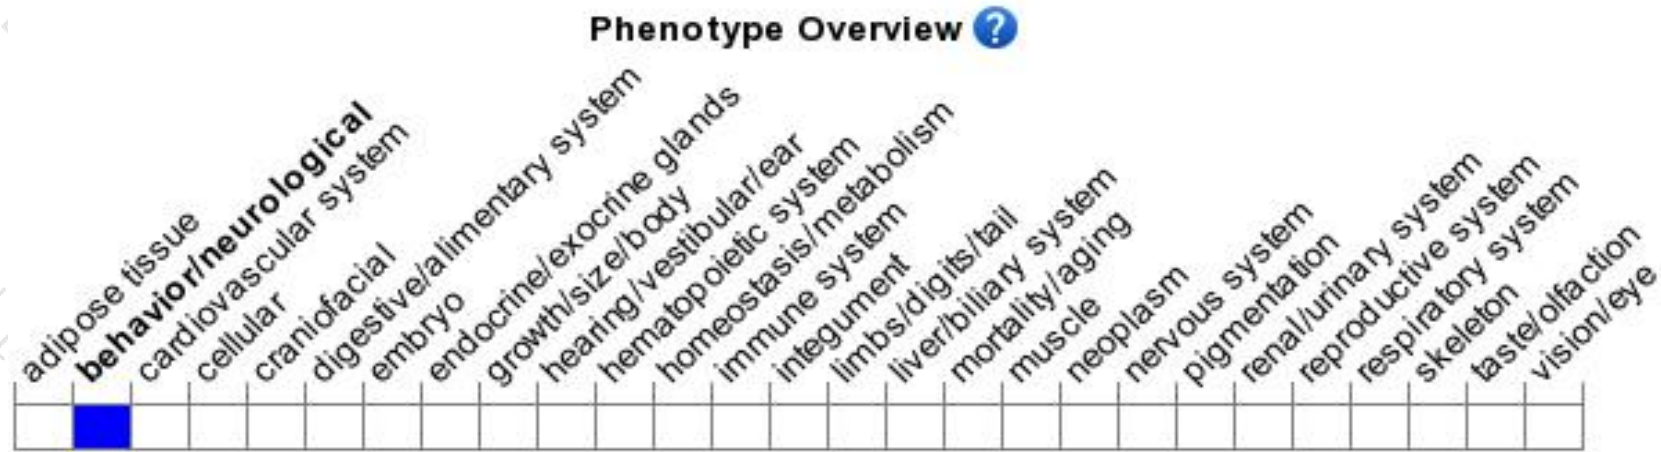 Phenotype Overview ?
adipose tissue
behavior/neurological
cardiovascular system
cellular
craniofacial
digestive/alimentary system
embryo
endocrine/exocrine glands
growth/size/body
hearing/vestibular/ear
hematopoietic system
homeostasis/metabolism
immune system
integument
limbs/digits/tail
liver/biliary system
mortality/aging
muscle
neoplasm
nervous system
pigmentation
renal/urinary system
reproductive system
respiratory system
skeleton
taste/olfaction
vision/eye